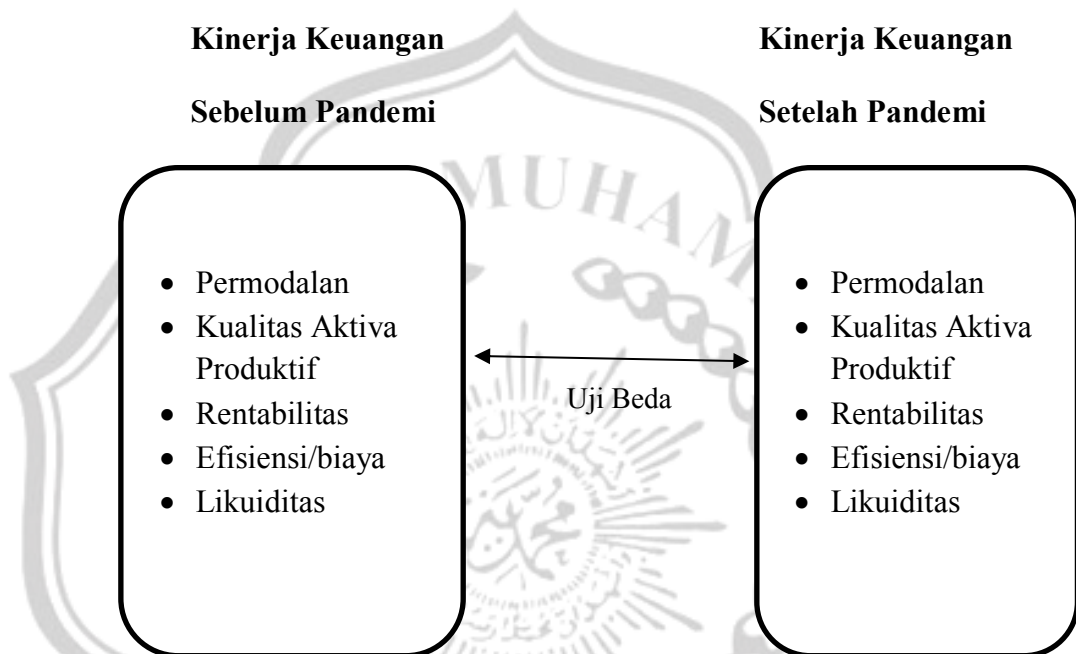 Kinerja Keuangan
Sebelum Pandemi
Kinerja Keuangan
Setelah Pandemi
MUHAM
• Permodalan
• Kualitas Aktiva
Produktif
• Rentabilitas
• Efisiensi/biaya
• Likuiditas
Uji Beda
• Permodalan
• Kualitas Aktiva
Produktif
• Rentabilitas
• Efisiensi/biaya
• Likuiditas